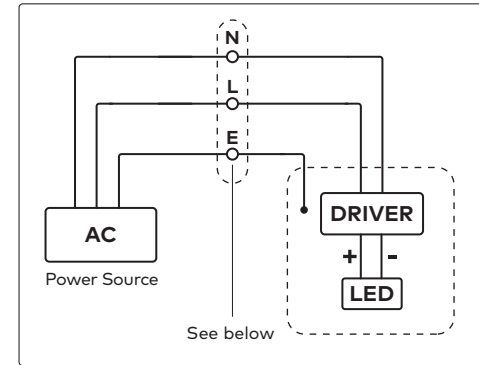 N
L
E
AC
Power Source
DRIVER
+ -
LED
See below